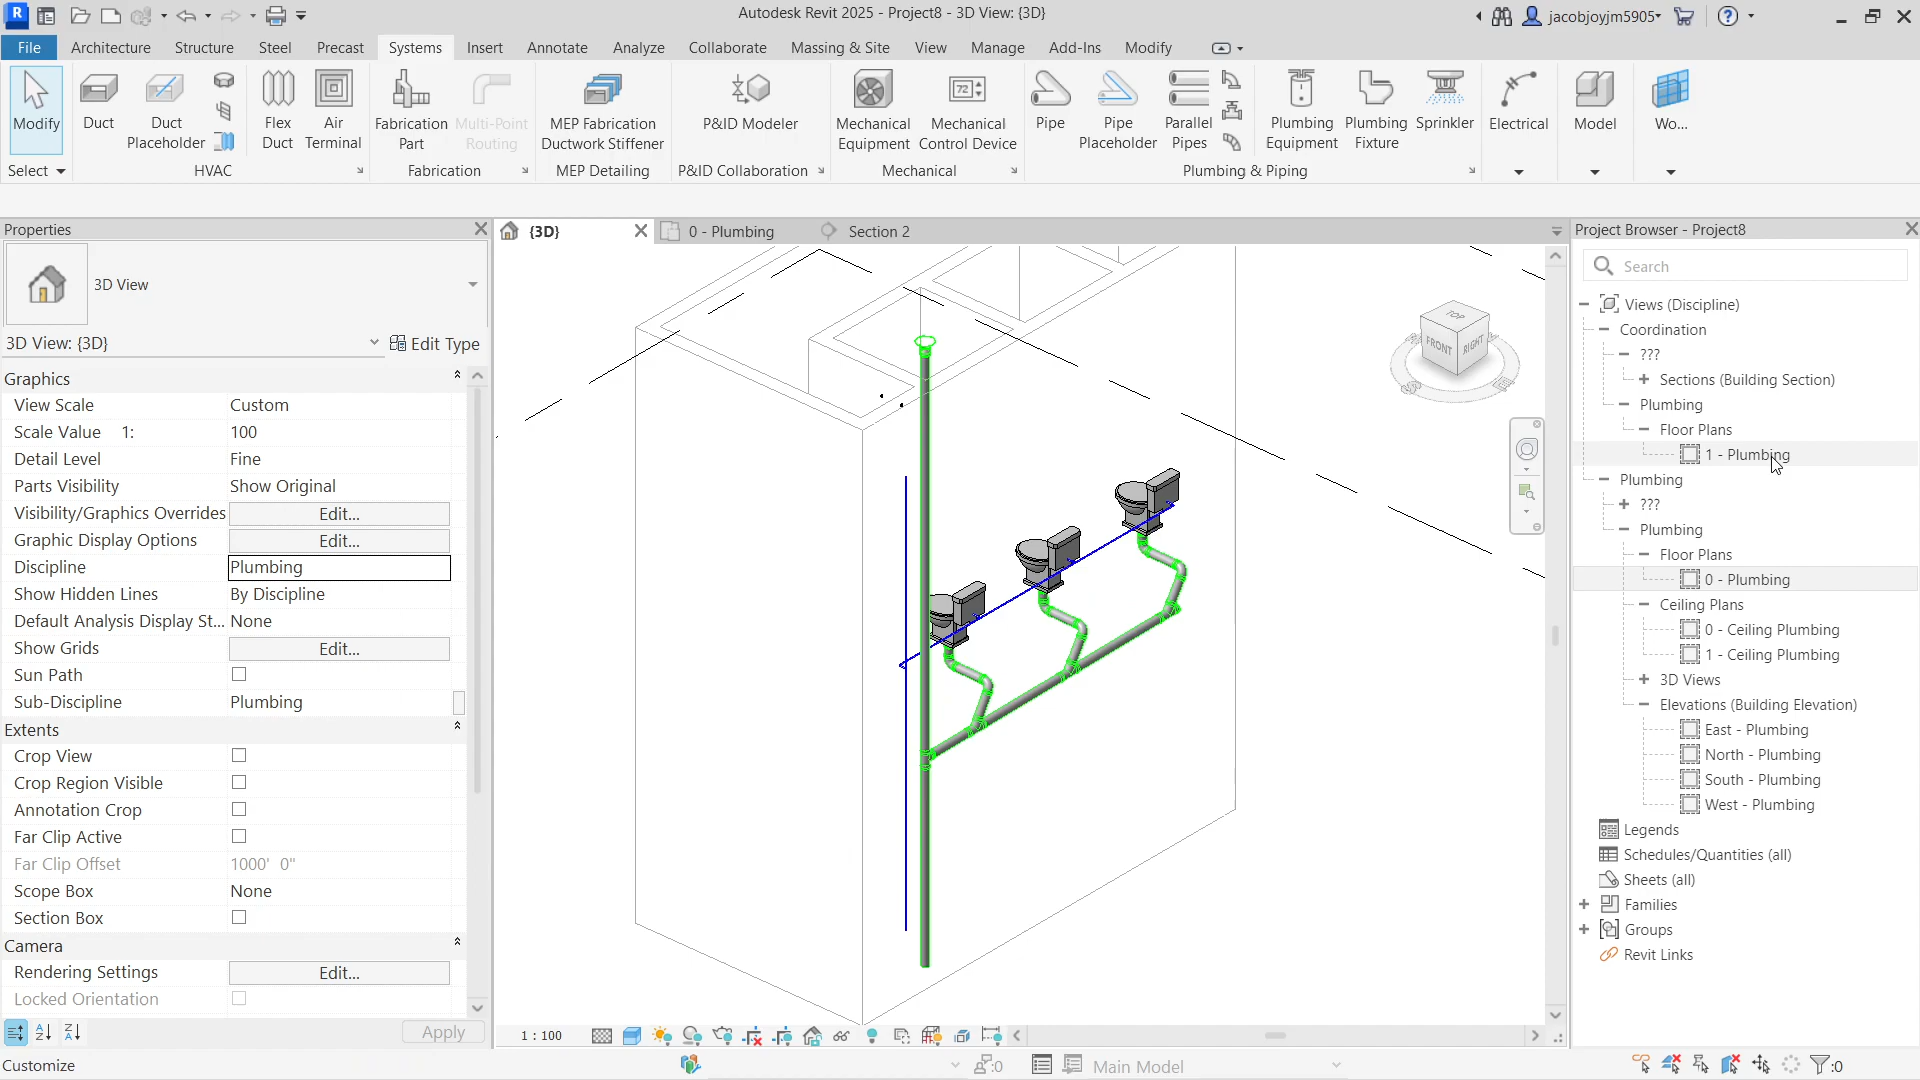 Autodesk Revit 2025 - Project8 - 3D View: {3D}
jacobjoyjm5905
File
Architecture
Structure
Steel
Precast
Systems
Insert
Annotate
Analyze
Collaborate
Massing & Site
View
Manage
Add-Ins
Modify
Modify
Duct
Duct
Placeholder
Flex
Duct
Air
Terminal
Fabrication
Part
Multi-Point
Routing
MEP Fabrication
Ductwork Stiffener
P&ID Modeler
Mechanical
Equipment
72
Mechanical
Control Device
Pipe
Pipe
Placeholder
Parallel
Pipes
Plumbing
Equipment
Plumbing
Fixture
Sprinkler
Electrical
Model
Wo...
Select
HVAC
Fabrication
MEP Detailing
P&ID Collaboration
Mechanical
Plumbing & Piping
Properties
3D View
3D View: {3D}
Edit Type
Graphics
View Scale Custom
Scale Value 1: 100
Detail Level Fine
Parts Visibility Show Original
Visibility/Graphics Overrides Edit...
Graphic Display Options Edit...
Discipline Plumbing
Show Hidden Lines By Discipline
Default Analysis Display St... None
Show Grids Edit...
Sun Path
Sub-Discipline Plumbing
Extents
Crop View
Crop Region Visible
Annotation Crop
Far Clip Active
Far Clip Offset 1000' 0"
Scope Box None
Section Box
Camera
Rendering Settings Edit...
Locked Orientation
Apply
Customize
{3D}
0 - Plumbing
Section 2
TOP
FRONT
RIGHT
1 : 100
:0
Main Model
Project Browser - Project8
Search
Views (Discipline)
Coordination
???
Sections (Building Section)
Plumbing
Floor Plans
1 - Plumbing
Plumbing
???
Plumbing
Floor Plans
0 - Plumbing
Ceiling Plans
0 - Ceiling Plumbing
1 - Ceiling Plumbing
3D Views
Elevations (Building Elevation)
East - Plumbing
North - Plumbing
South - Plumbing
West - Plumbing
Legends
Schedules/Quantities (all)
Sheets (all)
Families
Groups
Revit Links
:0